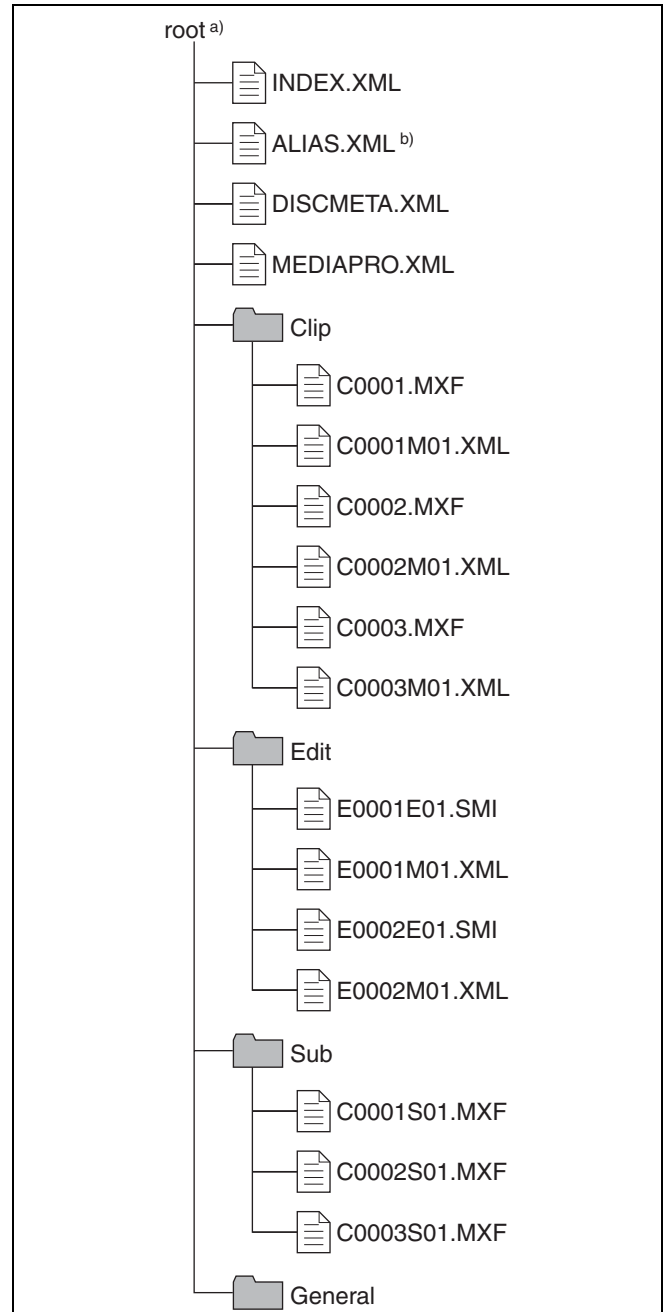 root a)
INDEX.XML
ALIAS.XML b)
DISCMETA.XML
MEDIAPRO.XML
Clip
C0001.MXF
C0001M01.XML
C0002.MXF
C0002M01.XML
C0003.MXF
C0003M01.XML
Edit
E0001E01.SMI
E0001M01.XML
E0002E01.SMI
E0002M01.XML
Sub
C0001S01.MXF
C0002S01.MXF
C0003S01.MXF
General